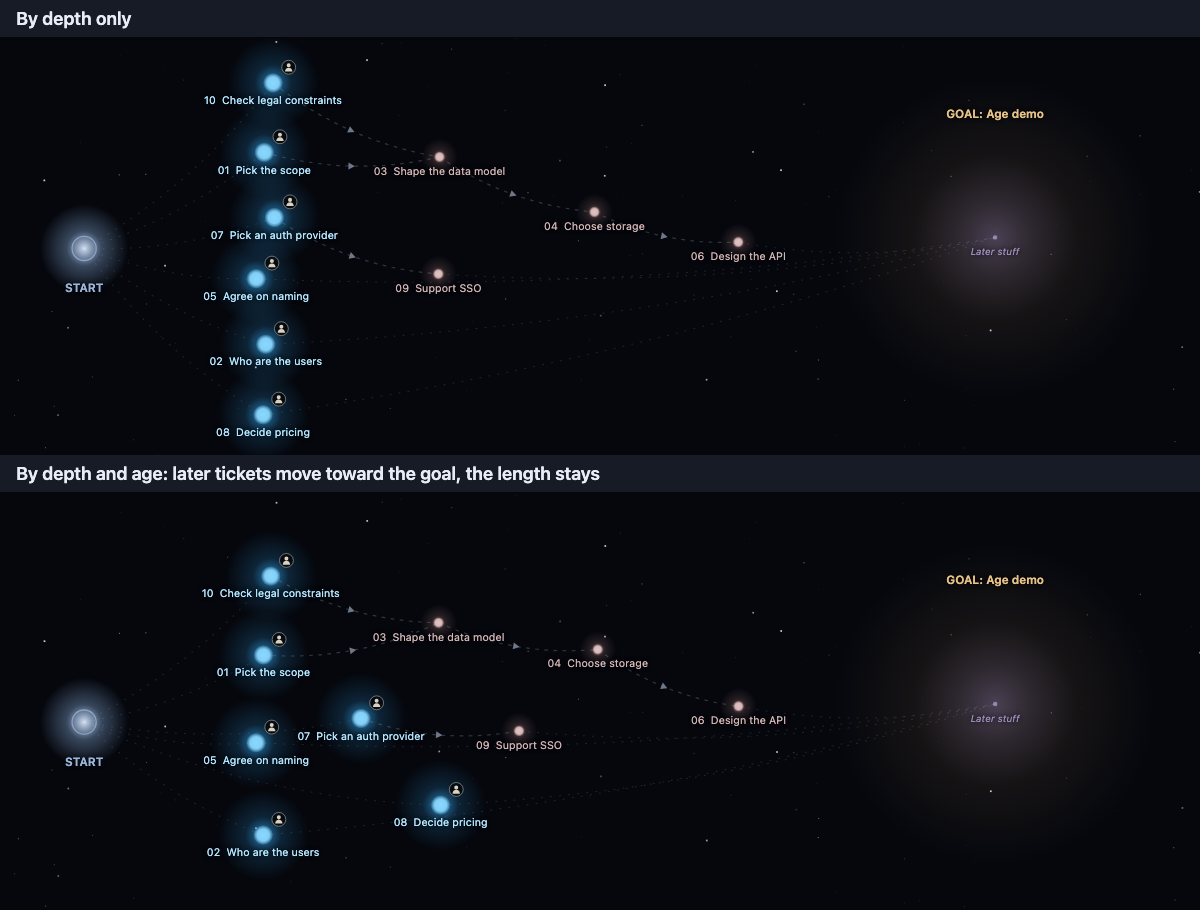 By depth only
GOAL: Age demo
10 Check legal constraints
01 Pick the scope
03 Shape the data model
04 Choose storage
07 Pick an auth provider
06 Design the API
Later stuff
START
05 Agree on naming
09 Support SSO
02 Who are the users
08 Decide pricing
By depth and age: later tickets move toward the goal, the length stays
GOAL: Age demo
10 Check legal constraints
03 Shape the data model
04 Choose storage
01 Pick the scope
06 Design the API
Later stuff
07 Pick an auth provider
09 Support SSO
START
05 Agree on naming
08 Decide pricing
02 Who are the users